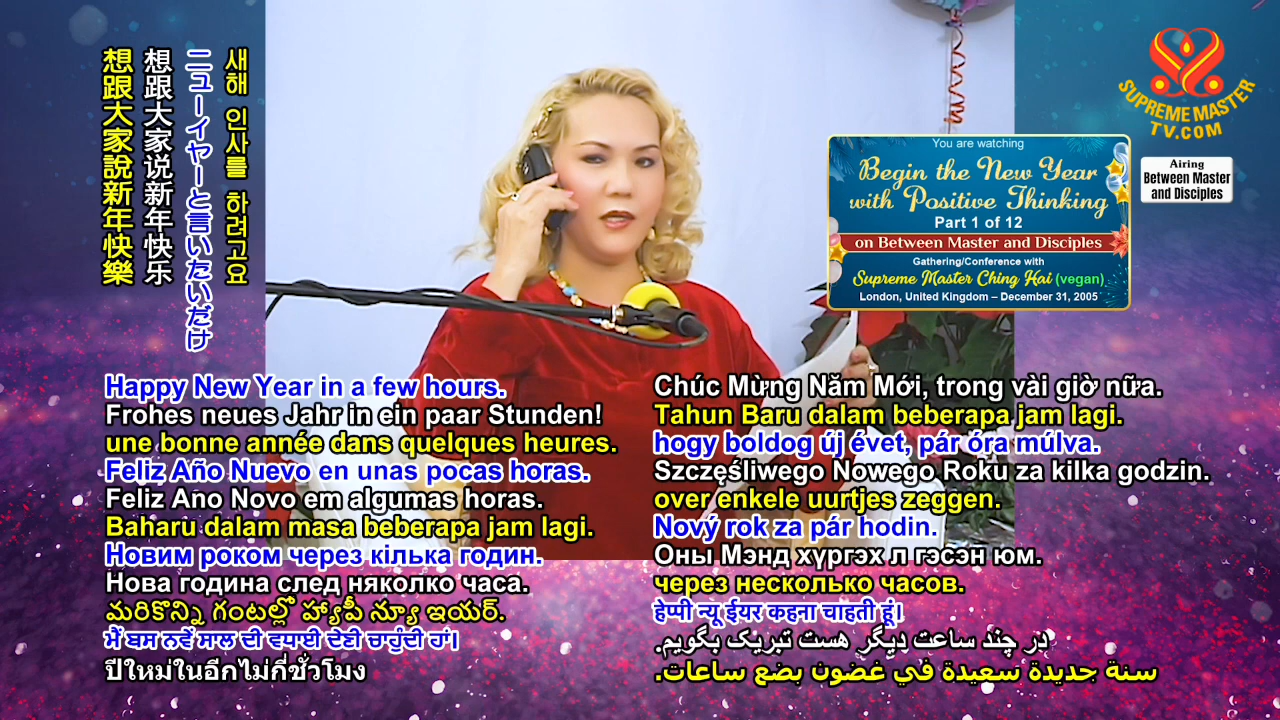 새해 인사를 하려고요
ニューイヤーと言いたいだけ
想跟大家说新年快乐
想跟大家說新年快樂
SUPREME MASTER
TV.COM
Airing
Between Master
and Disciples
You are watching
Begin the New Year
with Positive Thinking
Part 1 of 12
on Between Master and Disciples
Gathering/Conference with
Supreme Master Ching Hai (vegan)
London, United Kingdom – December 31, 2005
Happy New Year in a few hours.
Frohes neues Jahr in ein paar Stunden!
une bonne année dans quelques heures.
Feliz Año Nuevo en unas pocas horas.
Feliz Ano Novo em algumas horas.
Baharu dalam masa beberapa jam lagi.
Новим роком через кілька годин.
Нова година след няколко часа.
మరికొన్ని గంటల్లో హ్యాపీ న్యూ ఇయర్.
ਮੈਂ ਬਸ ਨਵੇਂ ਸਾਲ ਦੀ ਵਧਾਈ ਦੇਣੀ ਚਾਹੁੰਦੀ ਹਾਂ।
ปีใหม่ในอีกไม่กี่ชั่วโมง
Chúc Mừng Năm Mới, trong vài giờ nữa.
Tahun Baru dalam beberapa jam lagi.
hogy boldog új évet, pár óra múlva.
Szczęśliwego Nowego Roku za kilka godzin.
over enkele uurtjes zeggen.
Nový rok za pár hodin.
Оны Мэнд хүргэх л гэсэн юм.
через несколько часов.
हेप्पी न्यू ईयर कहना चाहती हूं।
در چند ساعت دیگر هست تبریک بگویم.
سنة جديدة سعيدة في غضون بضع ساعات.